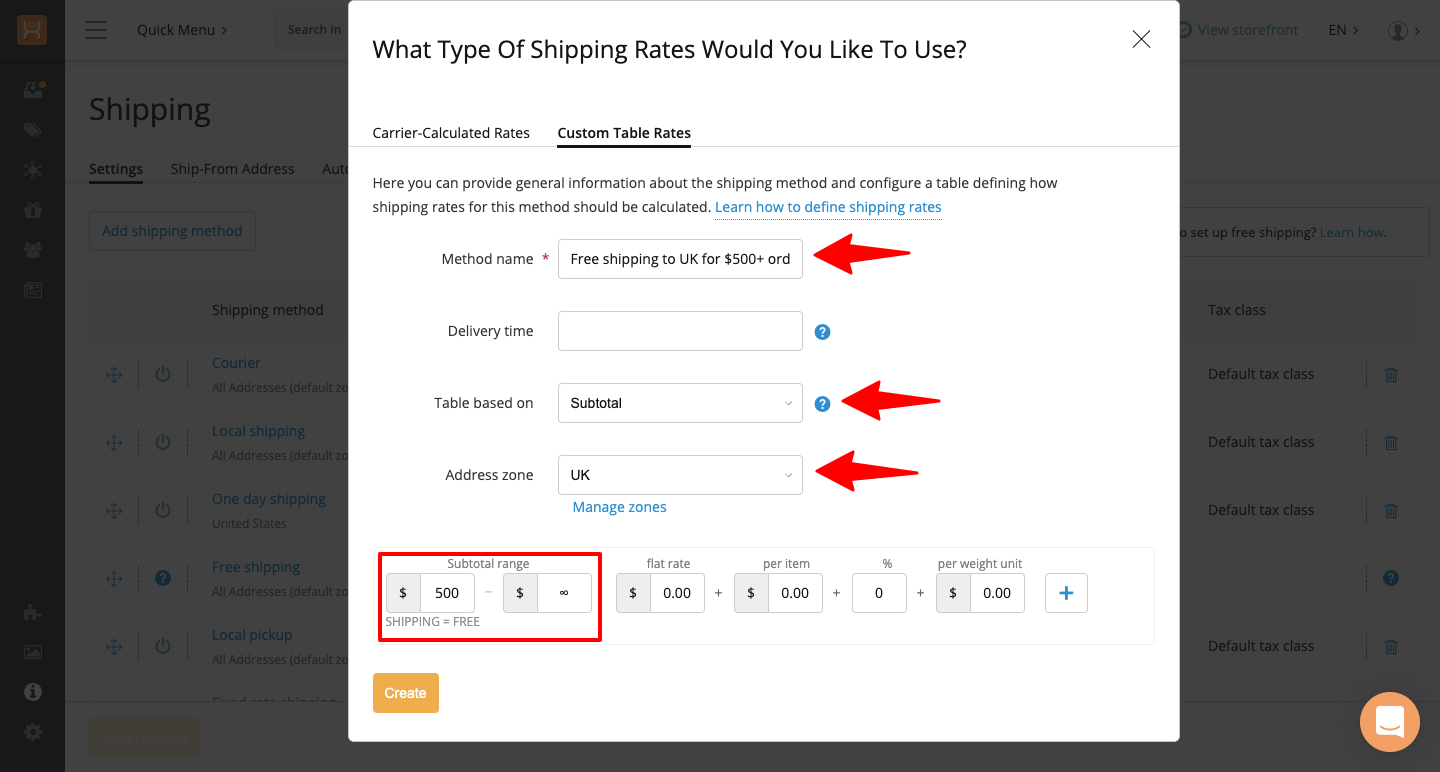 Quick Menu
Search in
View storefront
EN
What Type Of Shipping Rates Would You Like To Use?
Shipping
Carrier-Calculated Rates
Custom Table Rates
Settings
Ship-From Address
Here you can provide general information about the shipping method and configure a table defining how
shipping rates for this method should be calculated. Learn how to define shipping rates
Add shipping method
to set up free shipping? Learn how.
Method name * Free shipping to UK for $500+ ord
Shipping method
Tax class
Delivery time
?
Courier
All Addresses (default zo
Default tax class
Table based on Subtotal ?
Local shipping
All Addresses (default zo
Default tax class
Address zone UK
Manage zones
One day shipping
United States
Default tax class
Subtotal range flat rate per item % per weight unit
$ 500 – $ ∞ $ 0.00 + $ 0.00 + 0 + $ 0.00 +
SHIPPING = FREE
Free shipping
All Addresses (default zo
?
?
Local pickup
All Addresses (default zo
Default tax class
Fixed rate shipping
Create
Save changes